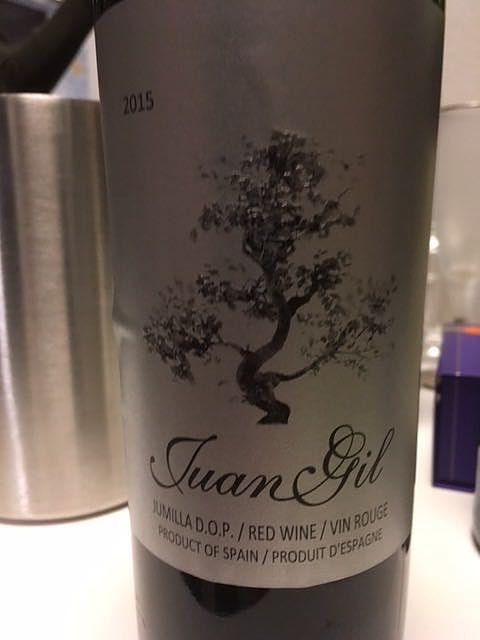 2015
Juan Gil
JUMILLA D.O.P. / RED WINE / VIN ROUGE
PRODUCT OF SPAIN / PRODUIT D'ESPAGNE